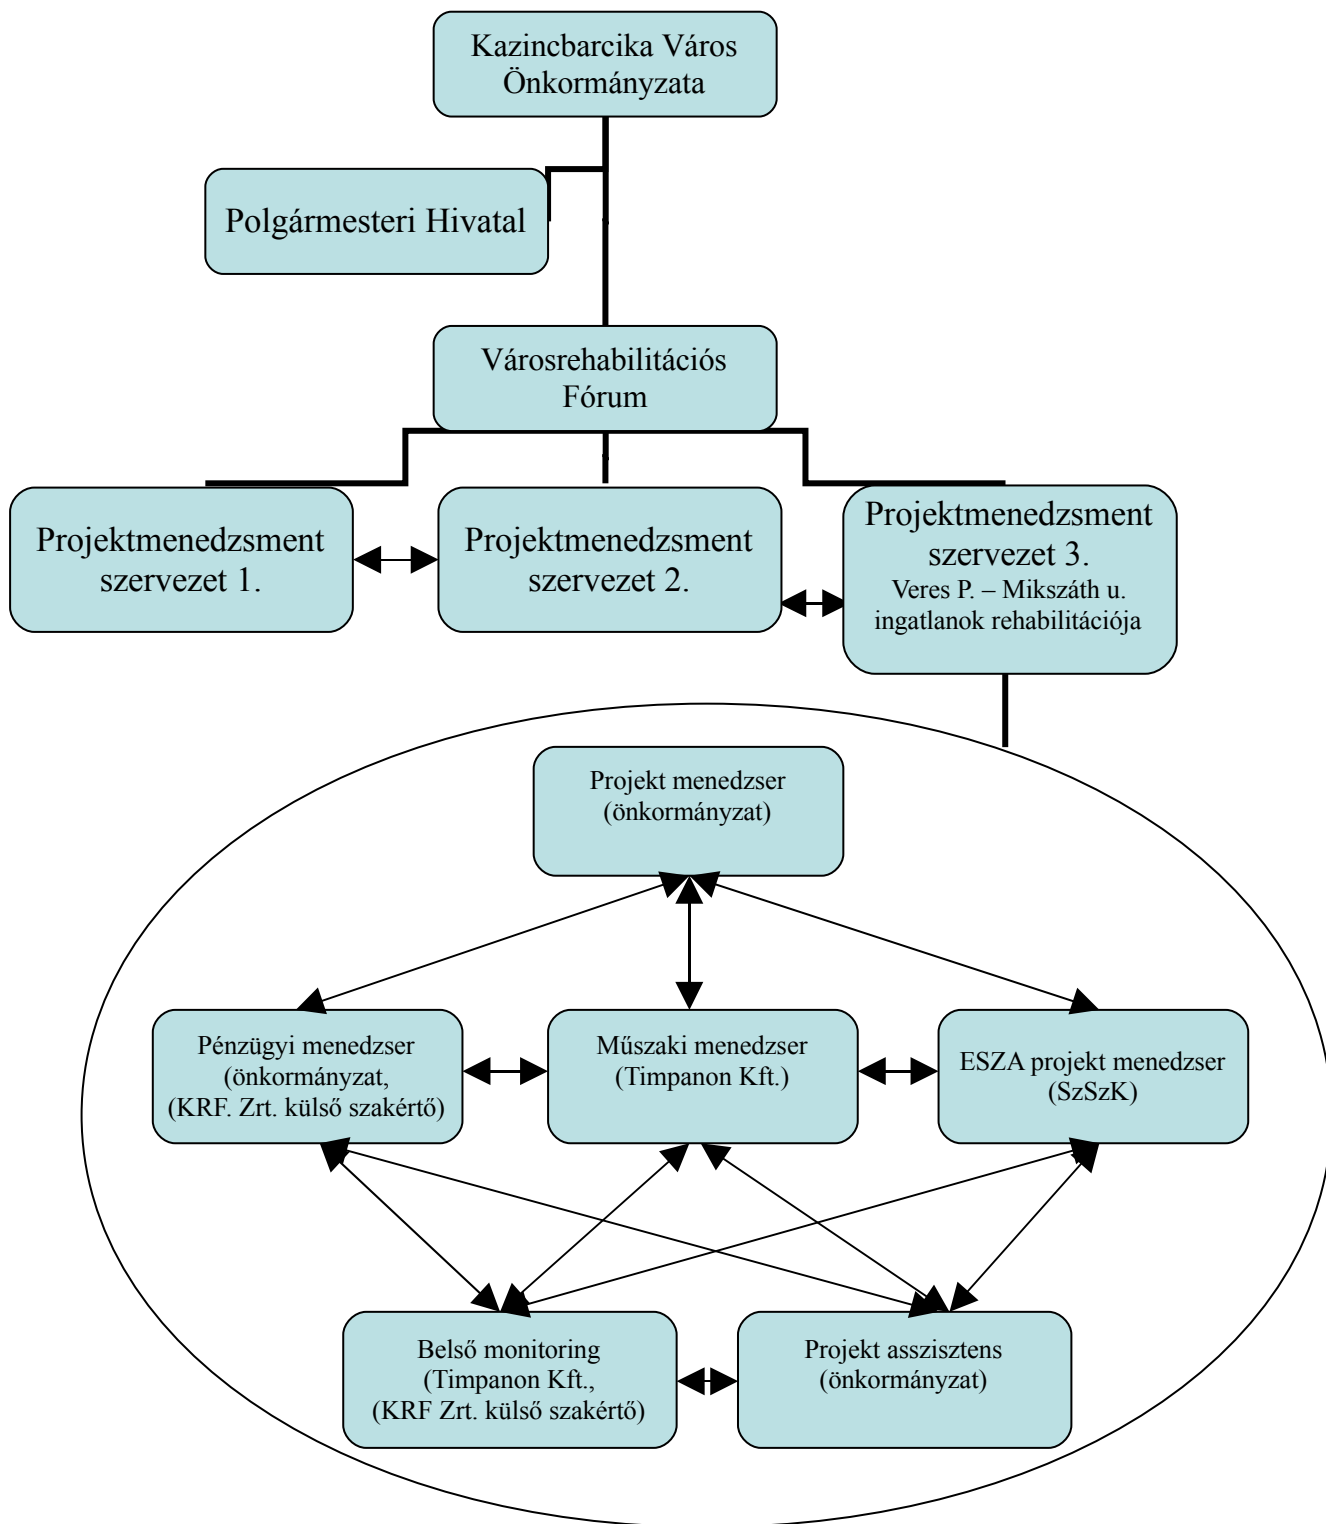 Kazincbarcika Város
Önkormányzata
Polgármesteri Hivatal
Városrehabilitációs
Fórum
Projektmenedzsment
szervezet 1.
Projektmenedzsment
szervezet 2.
Projektmenedzsment
szervezet 3.
Veres P. – Mikszáth u.
ingatlanok rehabilitációja
Projekt menedzser
(önkormányzat)
Pénzügyi menedzser
(önkormányzat,
(KRF. Zrt. külső szakértő)
Műszaki menedzser
(Timpanon Kft.)
ESZA projekt menedzser
(SzSzK)
Belső monitoring
(Timpanon Kft.,
(KRF Zrt. külső szakértő)
Projekt asszisztens
(önkormányzat)